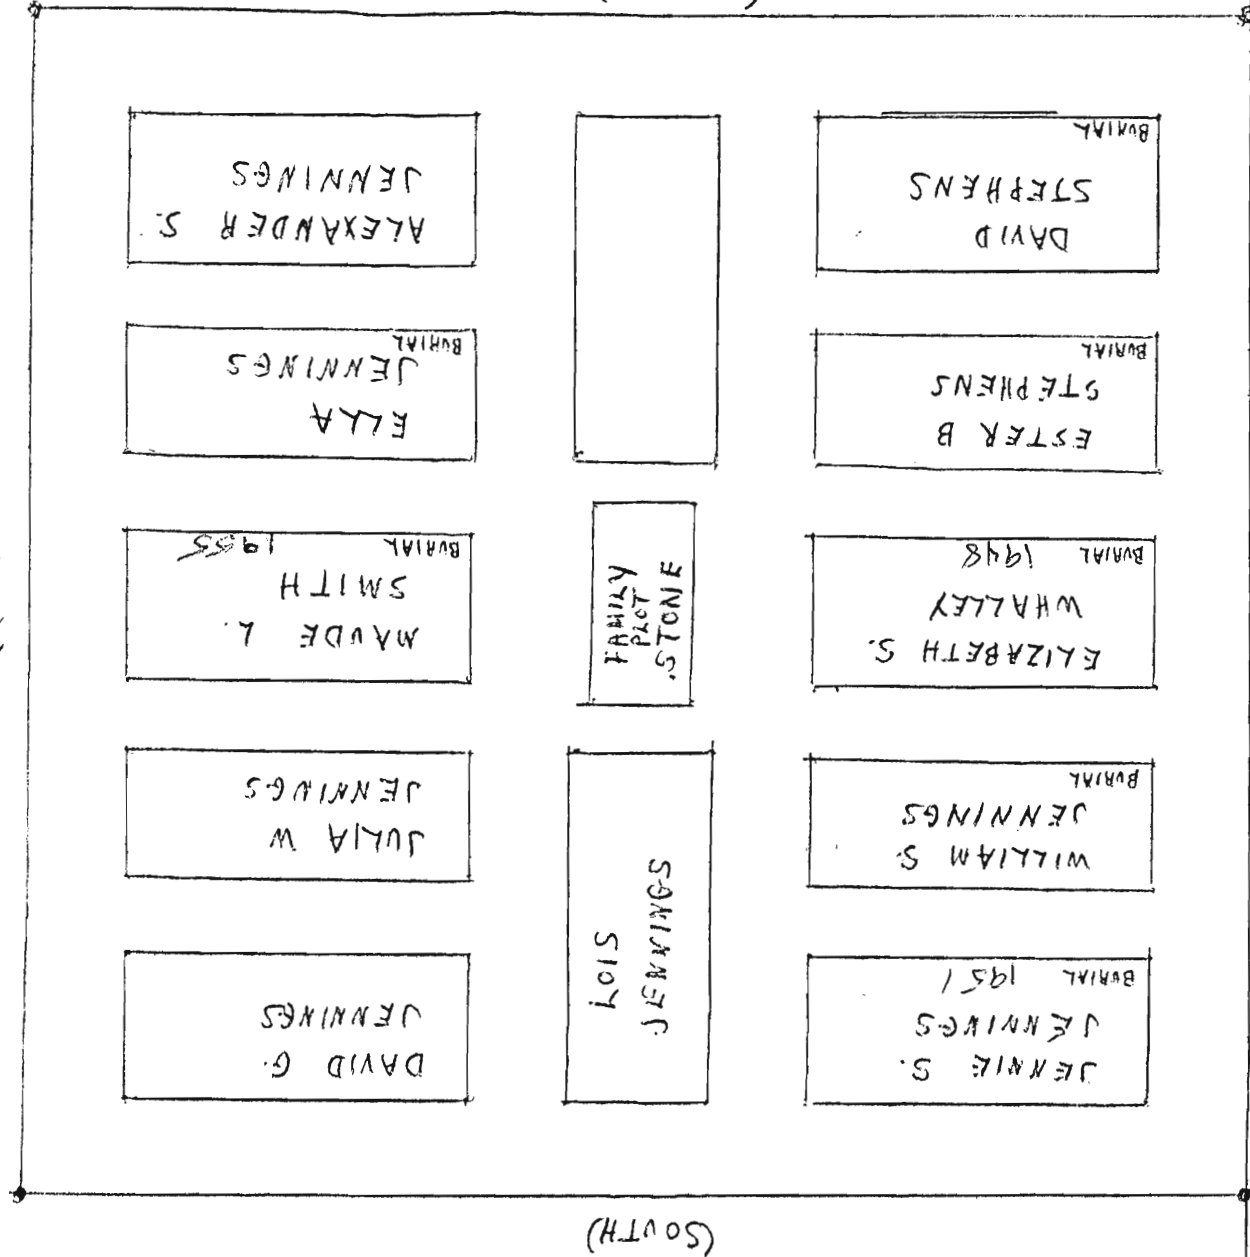 (SOUTH)
JENNIE S.
JENNINGS
BURIAL 1951
LOIS
JENNINGS
DAVID G.
JENNINGS
WILLIAM S
JENNINGS
BURIAL
JULIA W
JENNINGS
ELIZABETH S.
WHALLEY
BURIAL 1948
FAMILY
PLOT
STONE
MAUDE L.
SMITH
BURIAL 1955
ESTER B
STEPHENS
BURIAL
ELLA
JENNINGS
BURIAL
DAVID
STEPHENS
BURIAL
ALEXANDER S.
JENNINGS